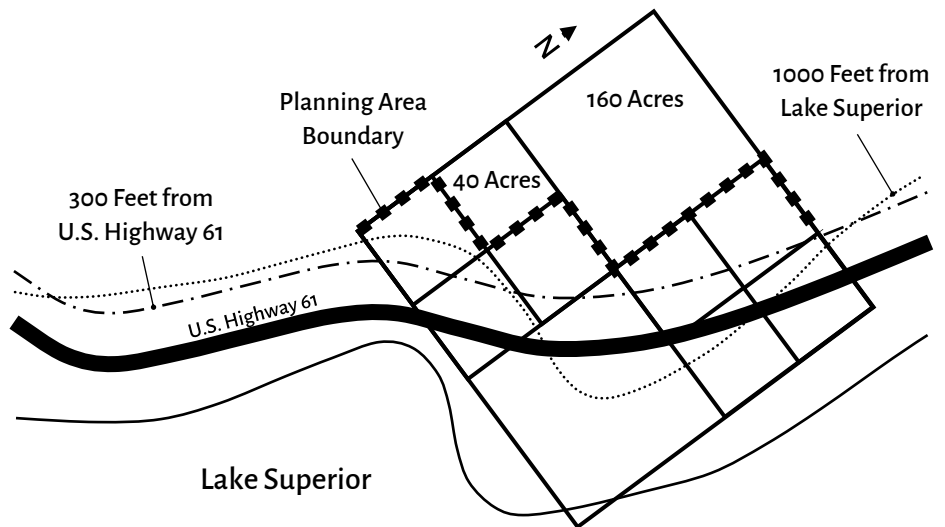 N
160 Acres
1000 Feet from
Lake Superior
Planning Area
Boundary
40 Acres
300 Feet from
U.S. Highway 61
U.S. Highway 61
Lake Superior